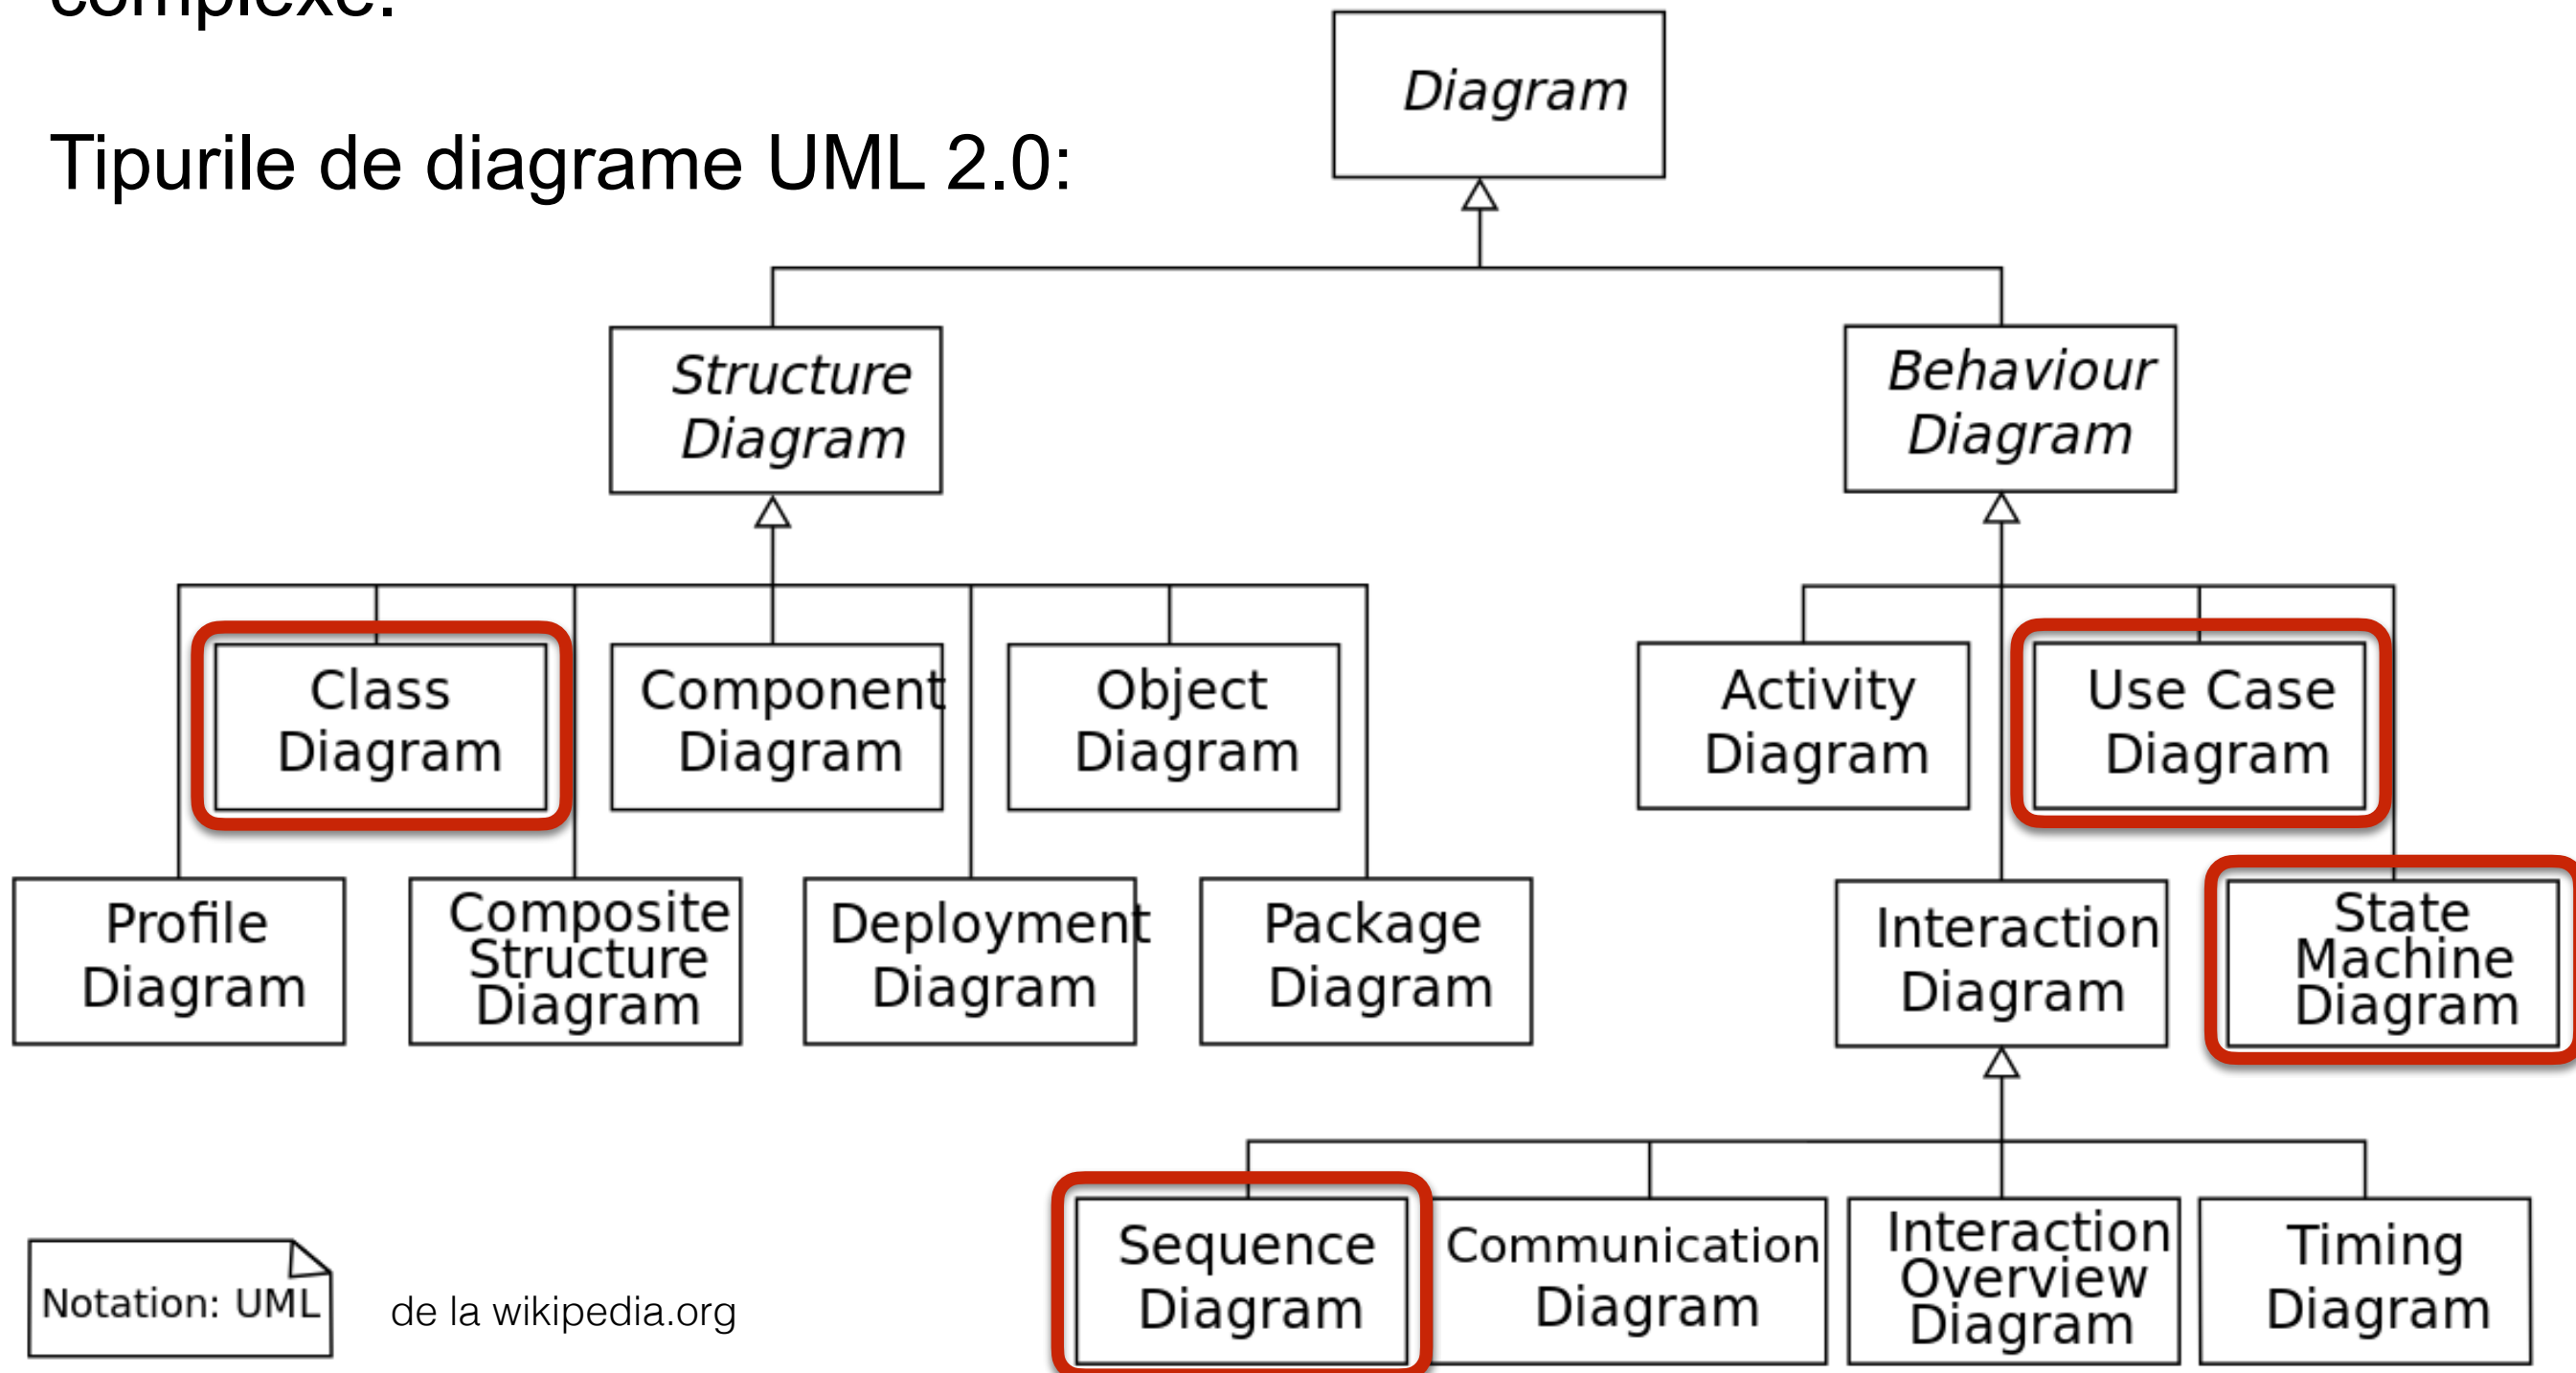 complexe.
Tipurile de diagrame UML 2.0:
Diagram
Structure
Diagram
Behaviour
Diagram
Class
Diagram
Component
Diagram
Object
Diagram
Activity
Diagram
Use Case
Diagram
Profile
Diagram
Composite
Structure
Diagram
Deployment
Diagram
Package
Diagram
Interaction
Diagram
State
Machine
Diagram
Sequence
Diagram
Communication
Diagram
Interaction
Overview
Diagram
Timing
Diagram
Notation: UML
de la wikipedia.org